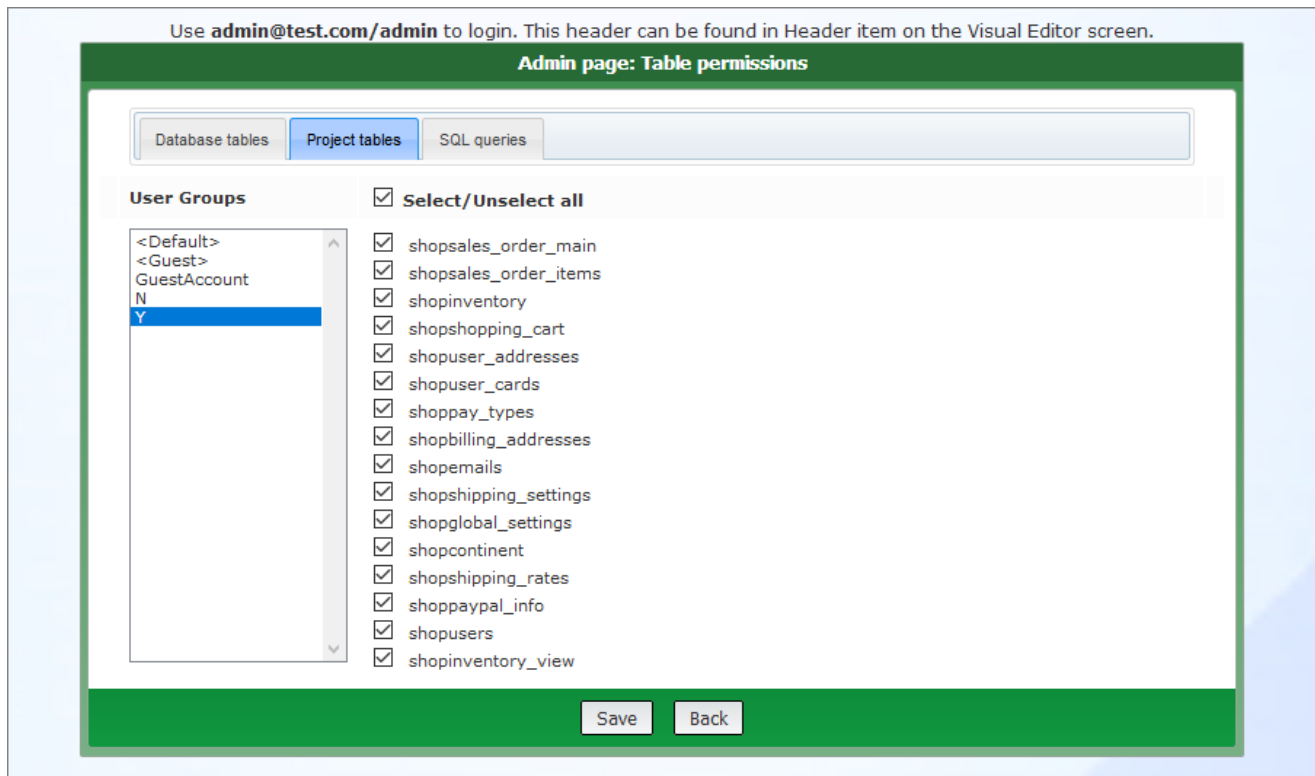 Use admin@test.com/admin to login. This header can be found in Header item on the Visual Editor screen.
Admin page: Table permissions
Database tables
Project tables
SQL queries
User Groups
Select/Unselect all
<Default>
<Guest>
GuestAccount
N
Y
shopsales_order_main
shopsales_order_items
shopinventory
shopshopping_cart
shopuser_addresses
shopuser_cards
shoppay_types
shopbilling_addresses
shopemails
shopshipping_settings
shopglobal_settings
shopcontinent
shopshipping_rates
shoppaypal_info
shopusers
shopinventory_view
Save
Back